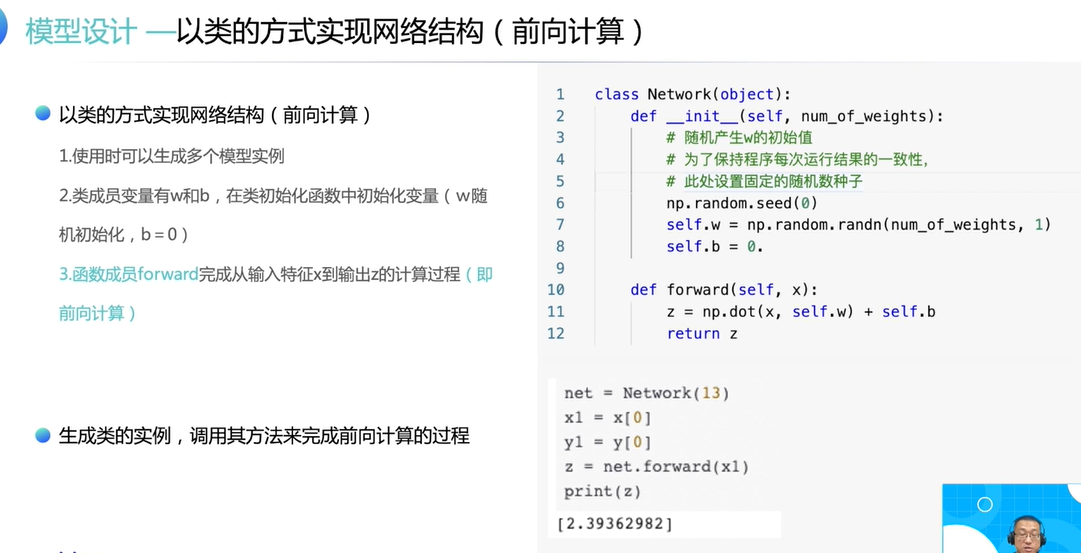 模型设计 —以类的方式实现网络结构（前向计算）
以类的方式实现网络结构（前向计算）
1.使用时可以生成多个模型实例
2.类成员变量有w和b，在类初始化函数中初始化变量（w随
机初始化，b＝0）
3.函数成员forward完成从输入特征x到输出z的计算过程（即
前向计算）
生成类的实例，调用其方法来完成前向计算的过程
1 class Network(object):
2 def __init__(self, num_of_weights):
3 # 随机产生w的初始值
4 # 为了保持程序每次运行结果的一致性,
5 # 此处设置固定的随机数种子
6 np.random.seed(0)
7 self.w = np.random.randn(num_of_weights, 1)
8 self.b = 0.
9
10 def forward(self, x):
11 z = np.dot(x, self.w) + self.b
12 return z
net = Network(13)
x1 = x[0]
y1 = y[0]
z = net.forward(x1)
print(z)
[2.39362982]